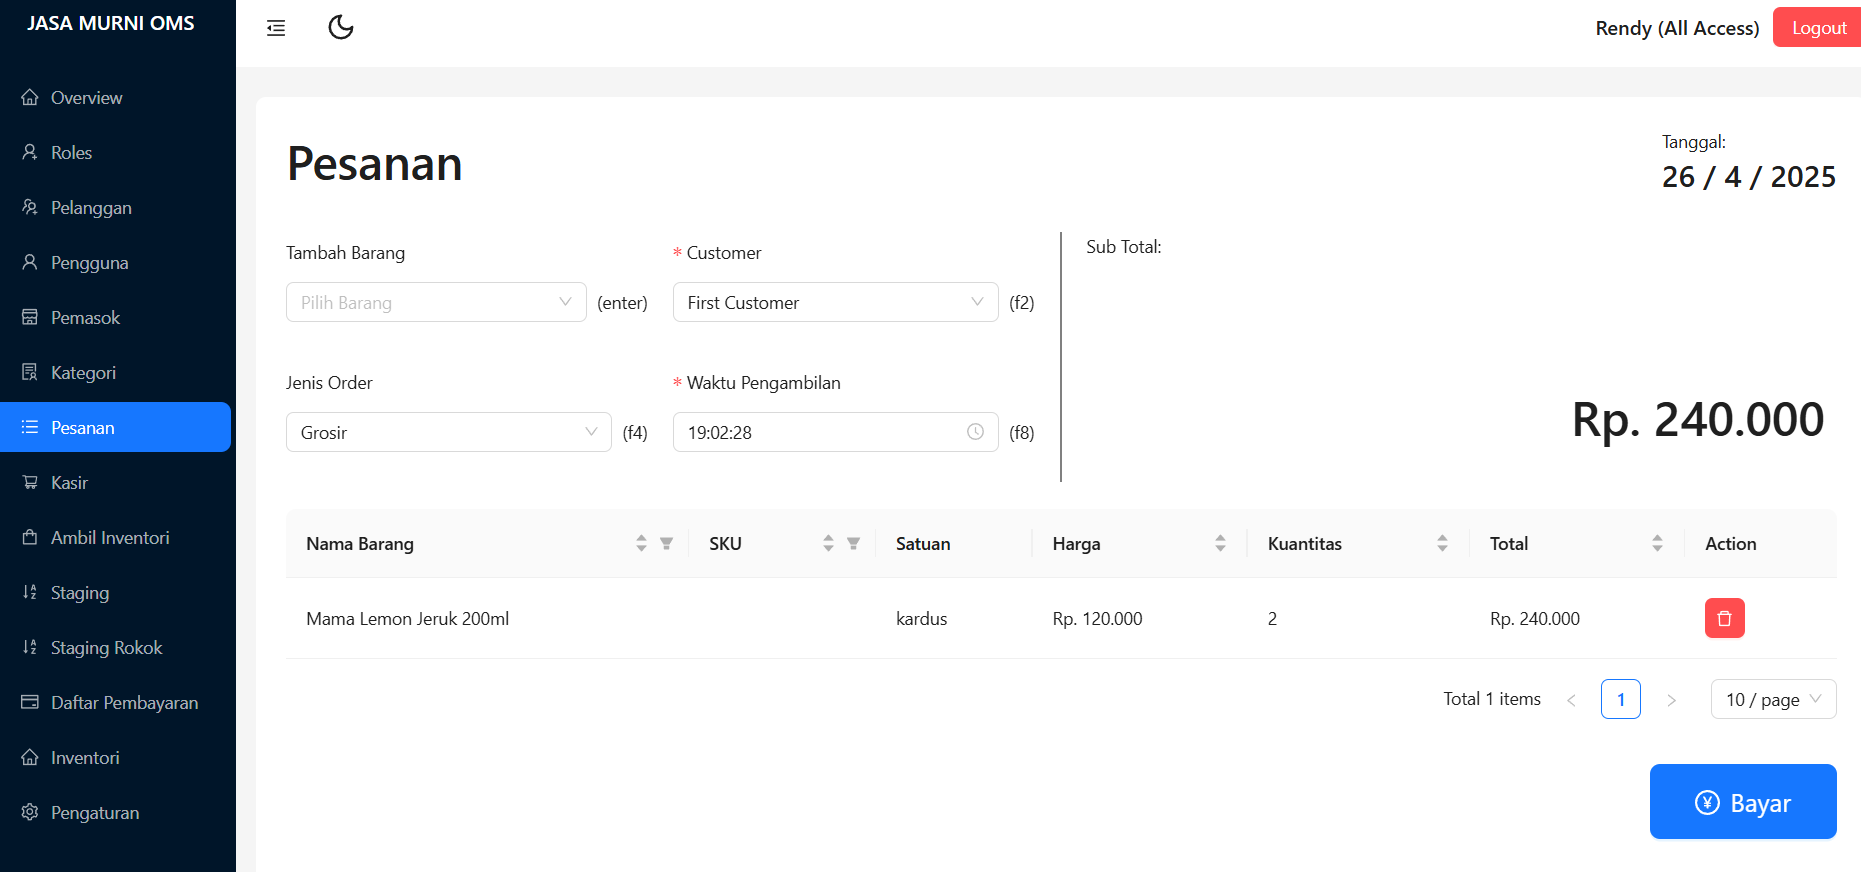 JASA MURNI OMS
Overview
Roles
Pelanggan
Pengguna
Pemasok
Kategori
Pesanan
Kasir
Ambil Inventori
Staging
Staging Rokok
Daftar Pembayaran
Inventori
Pengaturan
Rendy (All Access) Logout
Pesanan
Tanggal:
26 / 4 / 2025
Tambah Barang * Customer
Pilih Barang (enter) First Customer (f2)
Jenis Order * Waktu Pengambilan
Grosir (f4) 19:02:28 (f8)
Sub Total:
Rp. 240.000
Nama Barang SKU Satuan Harga Kuantitas Total Action
Mama Lemon Jeruk 200ml kardus Rp. 120.000 2 Rp. 240.000
Total 1 items < 1 > 10 / page
¥ Bayar